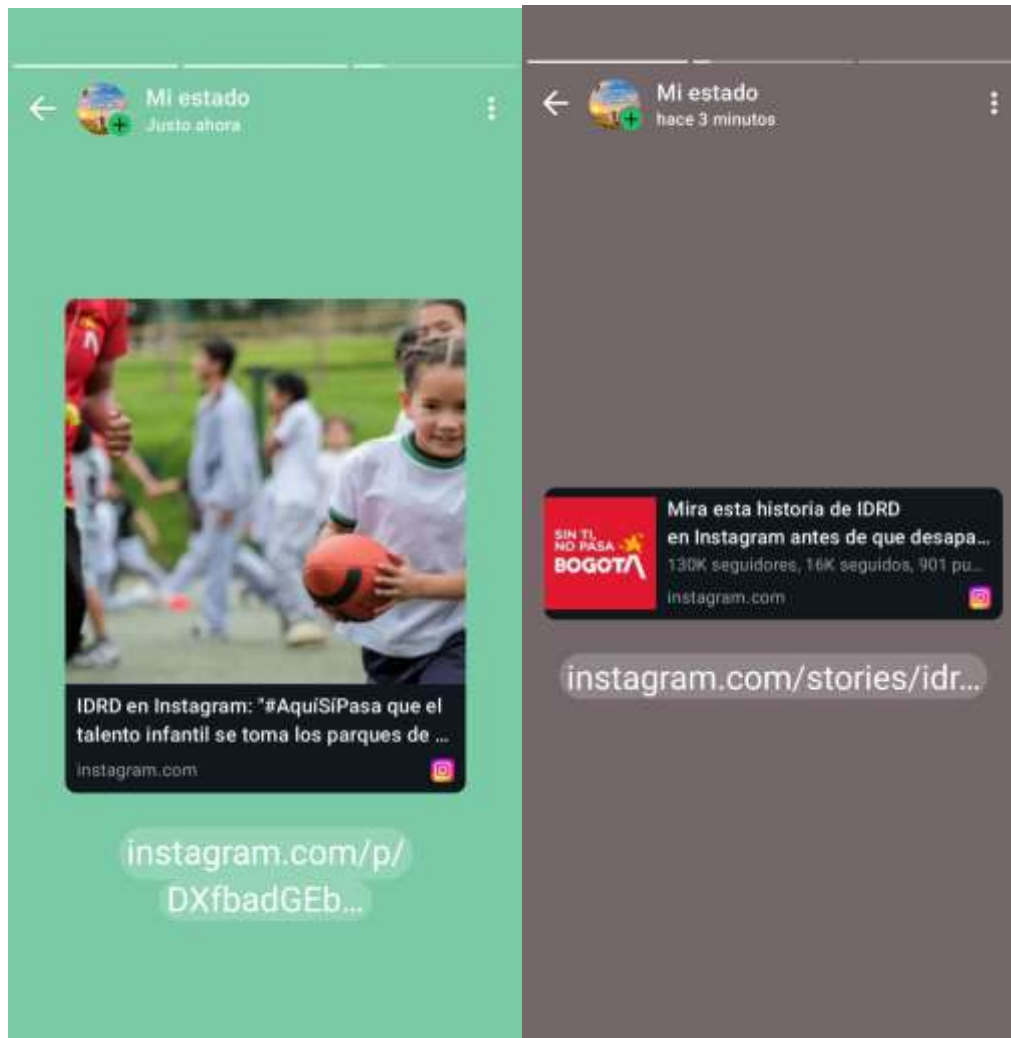 Mi estado
Justo ahora
IDRD en Instagram: "#AquíSíPasa que el
talento infantil se toma los parques de ...
instagram.com
instagram.com/p/
DXfbadGEb...
Mi estado
hace 3 minutos
SIN TI,
NO PASA
BOGOTÁ
Mira esta historia de IDRD
en Instagram antes de que desapa...
130K seguidores, 16K seguidos, 901 pu...
instagram.com
instagram.com/stories/idr...